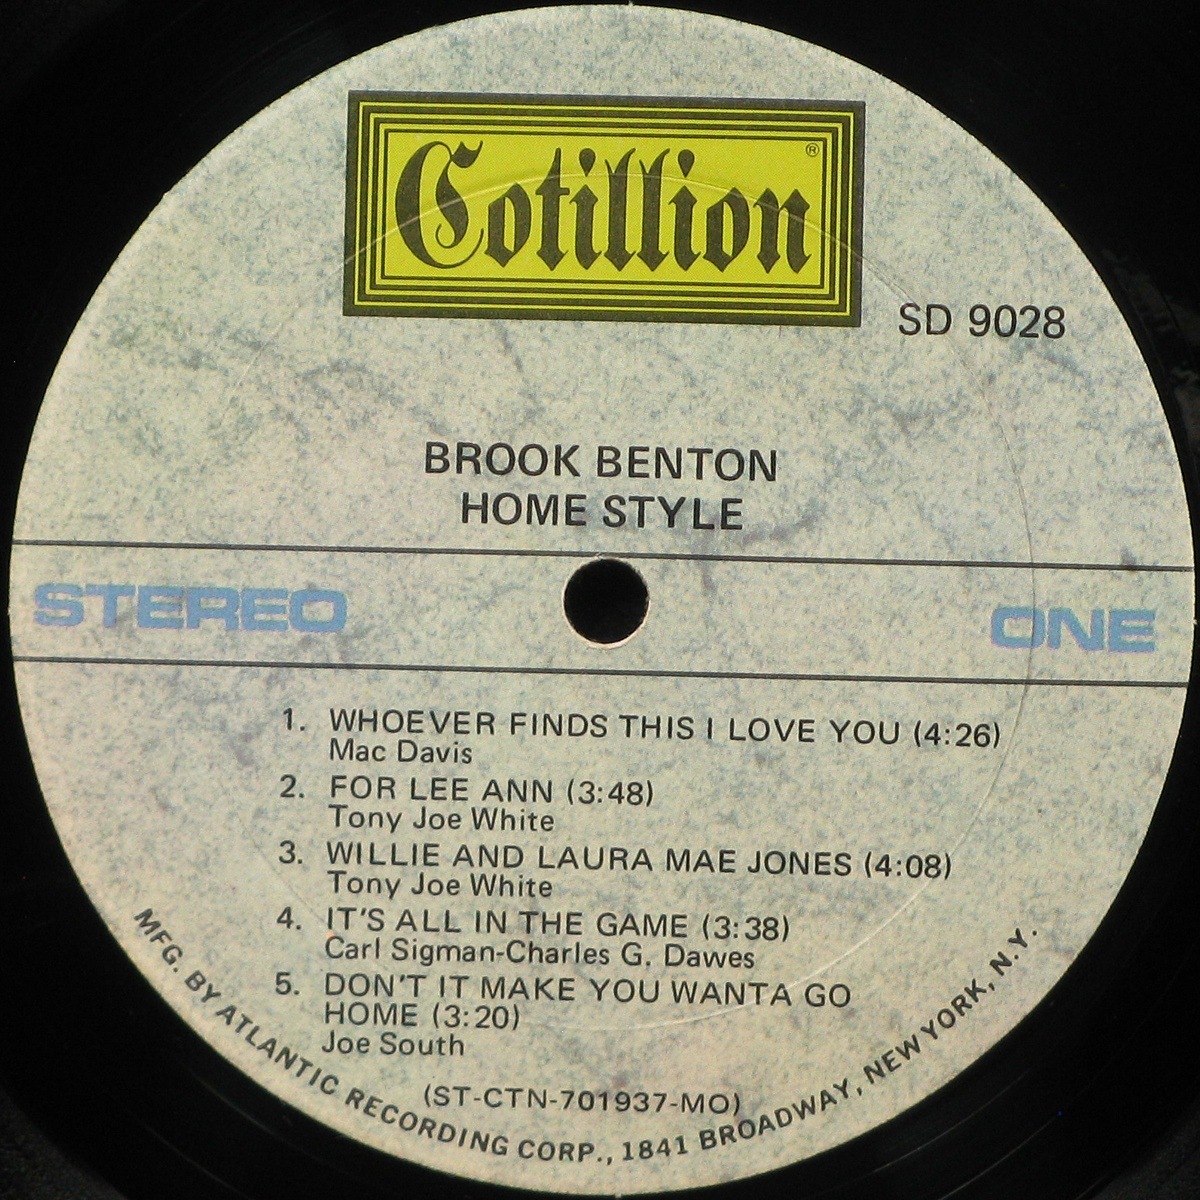 Cotillion ®
SD 9028
BROOK BENTON
HOME STYLE
STEREO
ONE
1. WHOEVER FINDS THIS I LOVE YOU (4:26)
Mac Davis
2. FOR LEE ANN (3:48)
Tony Joe White
3. WILLIE AND LAURA MAE JONES (4:08)
Tony Joe White
4. IT'S ALL IN THE GAME (3:38)
Carl Sigman-Charles G. Dawes
5. DON'T IT MAKE YOU WANTA GO
HOME (3:20)
Joe South
(ST-CTN-701937-MO)
MFG. BY ATLANTIC RECORDING CORP., 1841 BROADWAY, NEW YORK, N.Y.